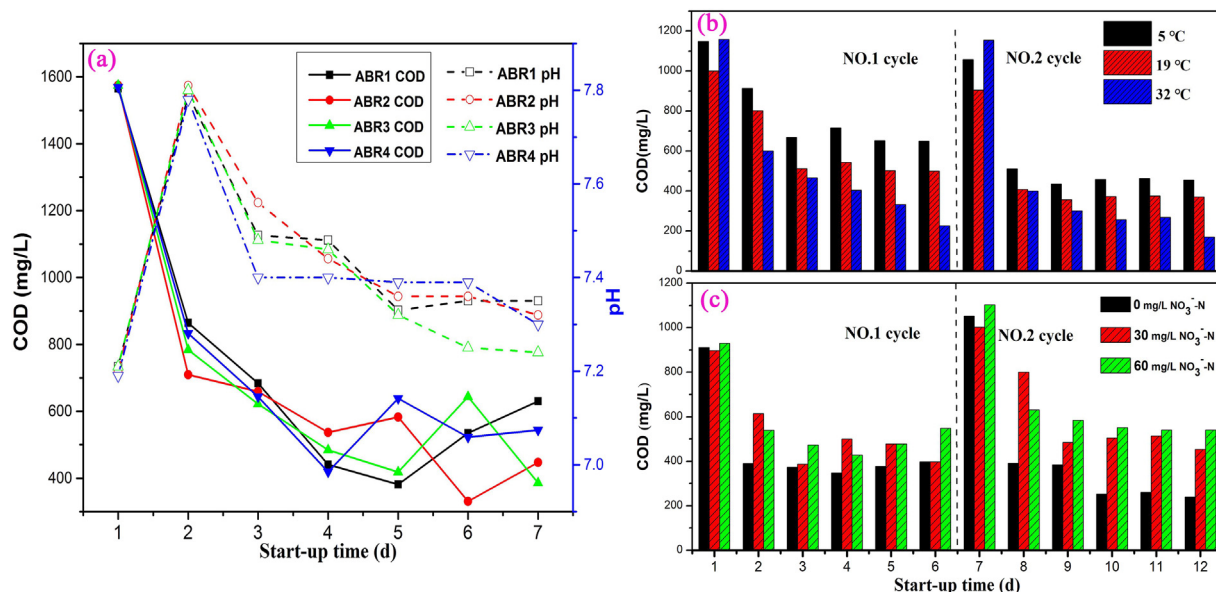 (a)
COD (mg/L)
1600
1400
1200
1000
800
600
400
ABR1 COD
ABR2 COD
ABR3 COD
ABR4 COD
ABR1 pH
ABR2 pH
ABR3 pH
ABR4 pH
7.8
7.6
7.4
7.2
7.0
pH
1 2 3 4 5 6 7
Start-up time (d)
(b)
COD(mg/L)
1200
1000
800
600
400
200
0
NO.1 cycle
NO.2 cycle
5 ℃
19 ℃
32 ℃
(c)
COD(mg/L)
1200
1000
800
600
400
200
0
NO.1 cycle
NO.2 cycle
0 mg/L NO₃⁻-N
30 mg/L NO₃⁻-N
60 mg/L NO₃⁻-N
1 2 3 4 5 6 7 8 9 10 11 12
Start-up time (d)